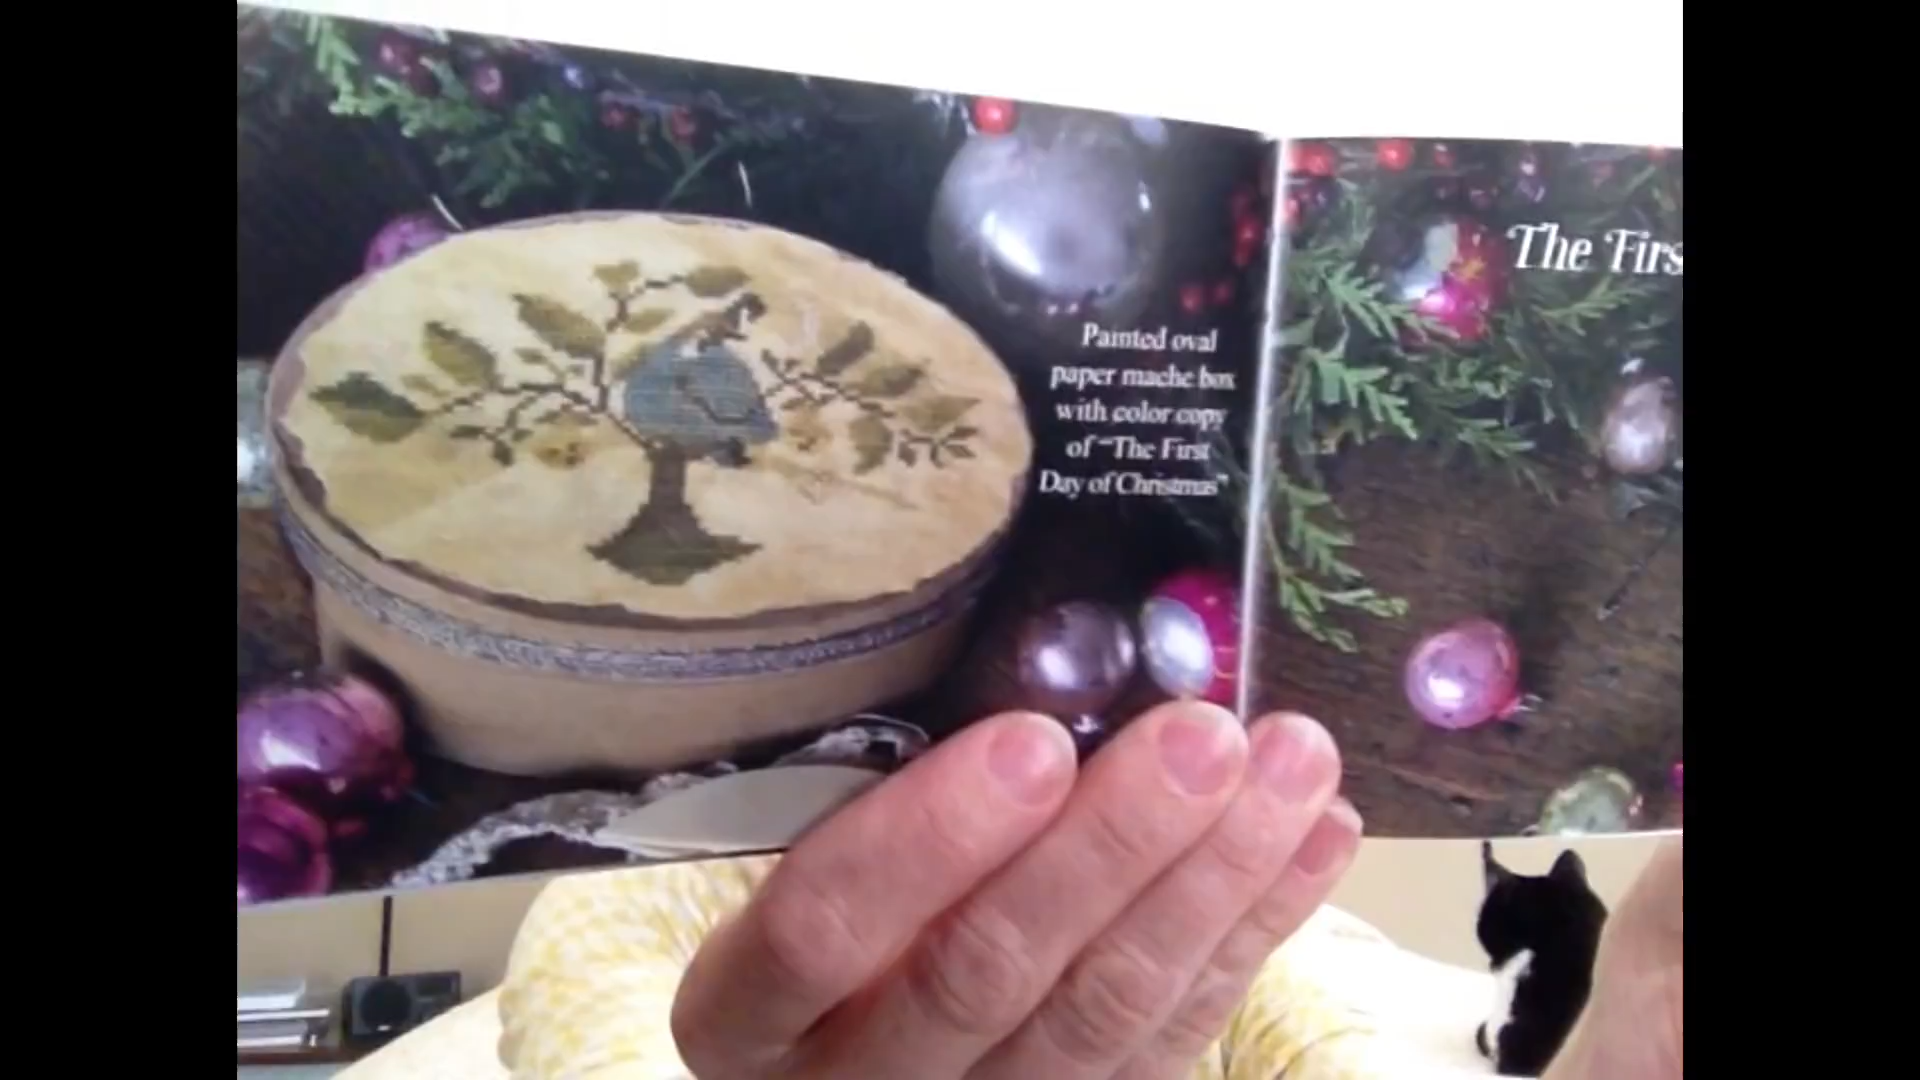 Painted oval
paper mache box
with color copy
of "The First
Day of Christmas"
The Firs